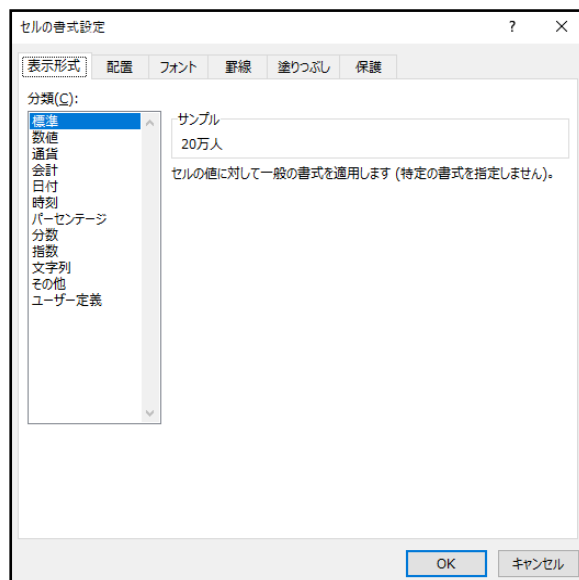 セルの書式設定
?
×
表示形式 配置 フォント 罫線 塗りつぶし 保護
分類(C):
標準
数値
通貨
会計
日付
時刻
パーセンテージ
分数
指数
文字列
その他
ユーザー定義
サンプル
20万人
セルの値に対して一般の書式を適用します (特定の書式を指定しません)。
OK キャンセル